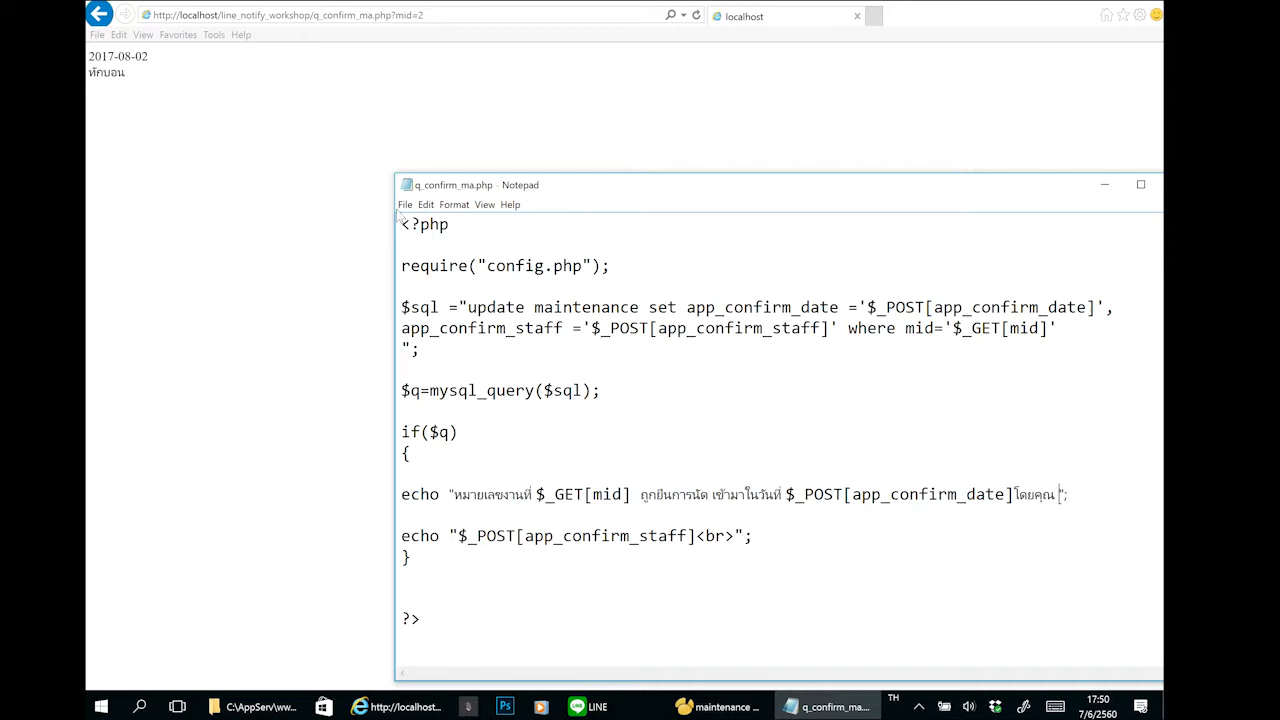 http://localhost/line_notify_workshop/q_confirm_ma.php?mid=2
localhost
File Edit View Favorites Tools Help
2017-08-02
ทักบอน
q_confirm_ma.php - Notepad
File Edit Format View Help
<?php
require("config.php");
$sql ="update maintenance set app_confirm_date ='$_POST[app_confirm_date]',
app_confirm_staff ='$_POST[app_confirm_staff]' where mid='$_GET[mid]'
";
$q=mysql_query($sql);
if($q)
{
echo "หมายเลขงานที่ $_GET[mid] ถูกยืนการนัด เข้ามาในวันที่ $_POST[app_confirm_date]โดยคุณ ";
echo "$_POST[app_confirm_staff]<br>";
}
?>
C:\AppServ\ww... http://localhost... Ps LINE maintenance ... q_confirm_ma... TH 17:50
7/6/2560